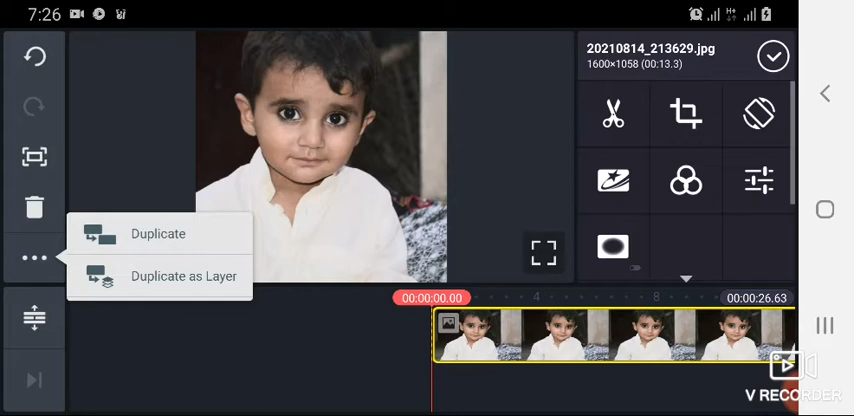 7:26
20210814_213629.jpg
1600×1058 (00:13.3)
Duplicate
Duplicate as Layer
00:00:00.00
4
8
00:00:26.63
V RECORDER